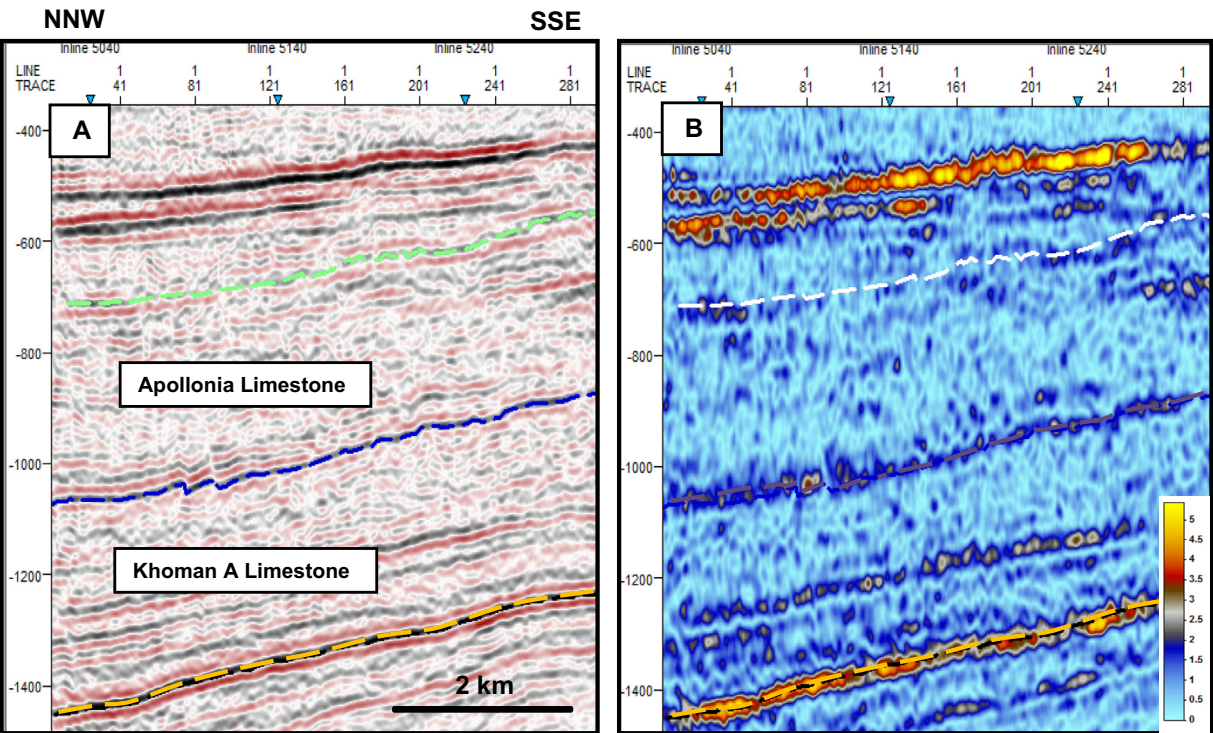 NNW SSE
Inline 5040 Inline 5140 Inline 5240
LINE 1 1 1 1 1 1 1
TRACE 41 81 121 161 201 241 281
A
-400
-600
-800
Apollonia Limestone
-1000
Khoman A Limestone
-1200
-1400
2 km
Inline 5040 Inline 5140 Inline 5240
LINE 1 1 1 1 1 1 1
TRACE 41 81 121 161 201 241 281
B
-400
-600
-800
-1000
-1200
-1400
5
4.5
4
3.5
3
2.5
2
1.5
1
0.5
0